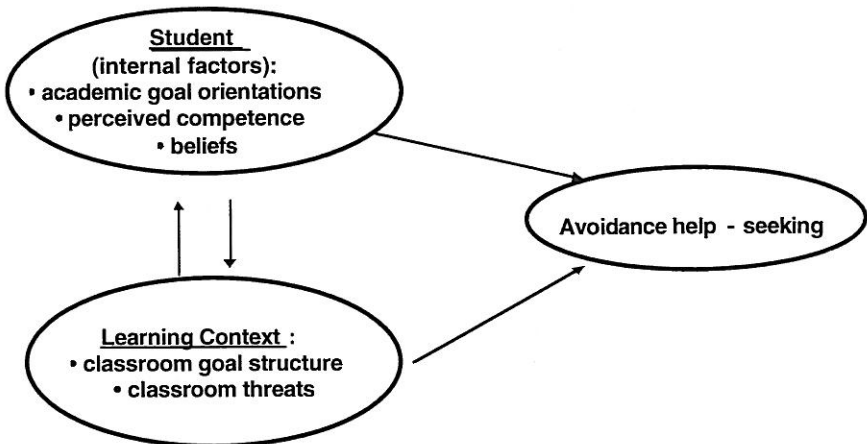 Student
(internal factors):
• academic goal orientations
• perceived competence
• beliefs
Avoidance help - seeking
Learning Context :
• classroom goal structure
• classroom threats